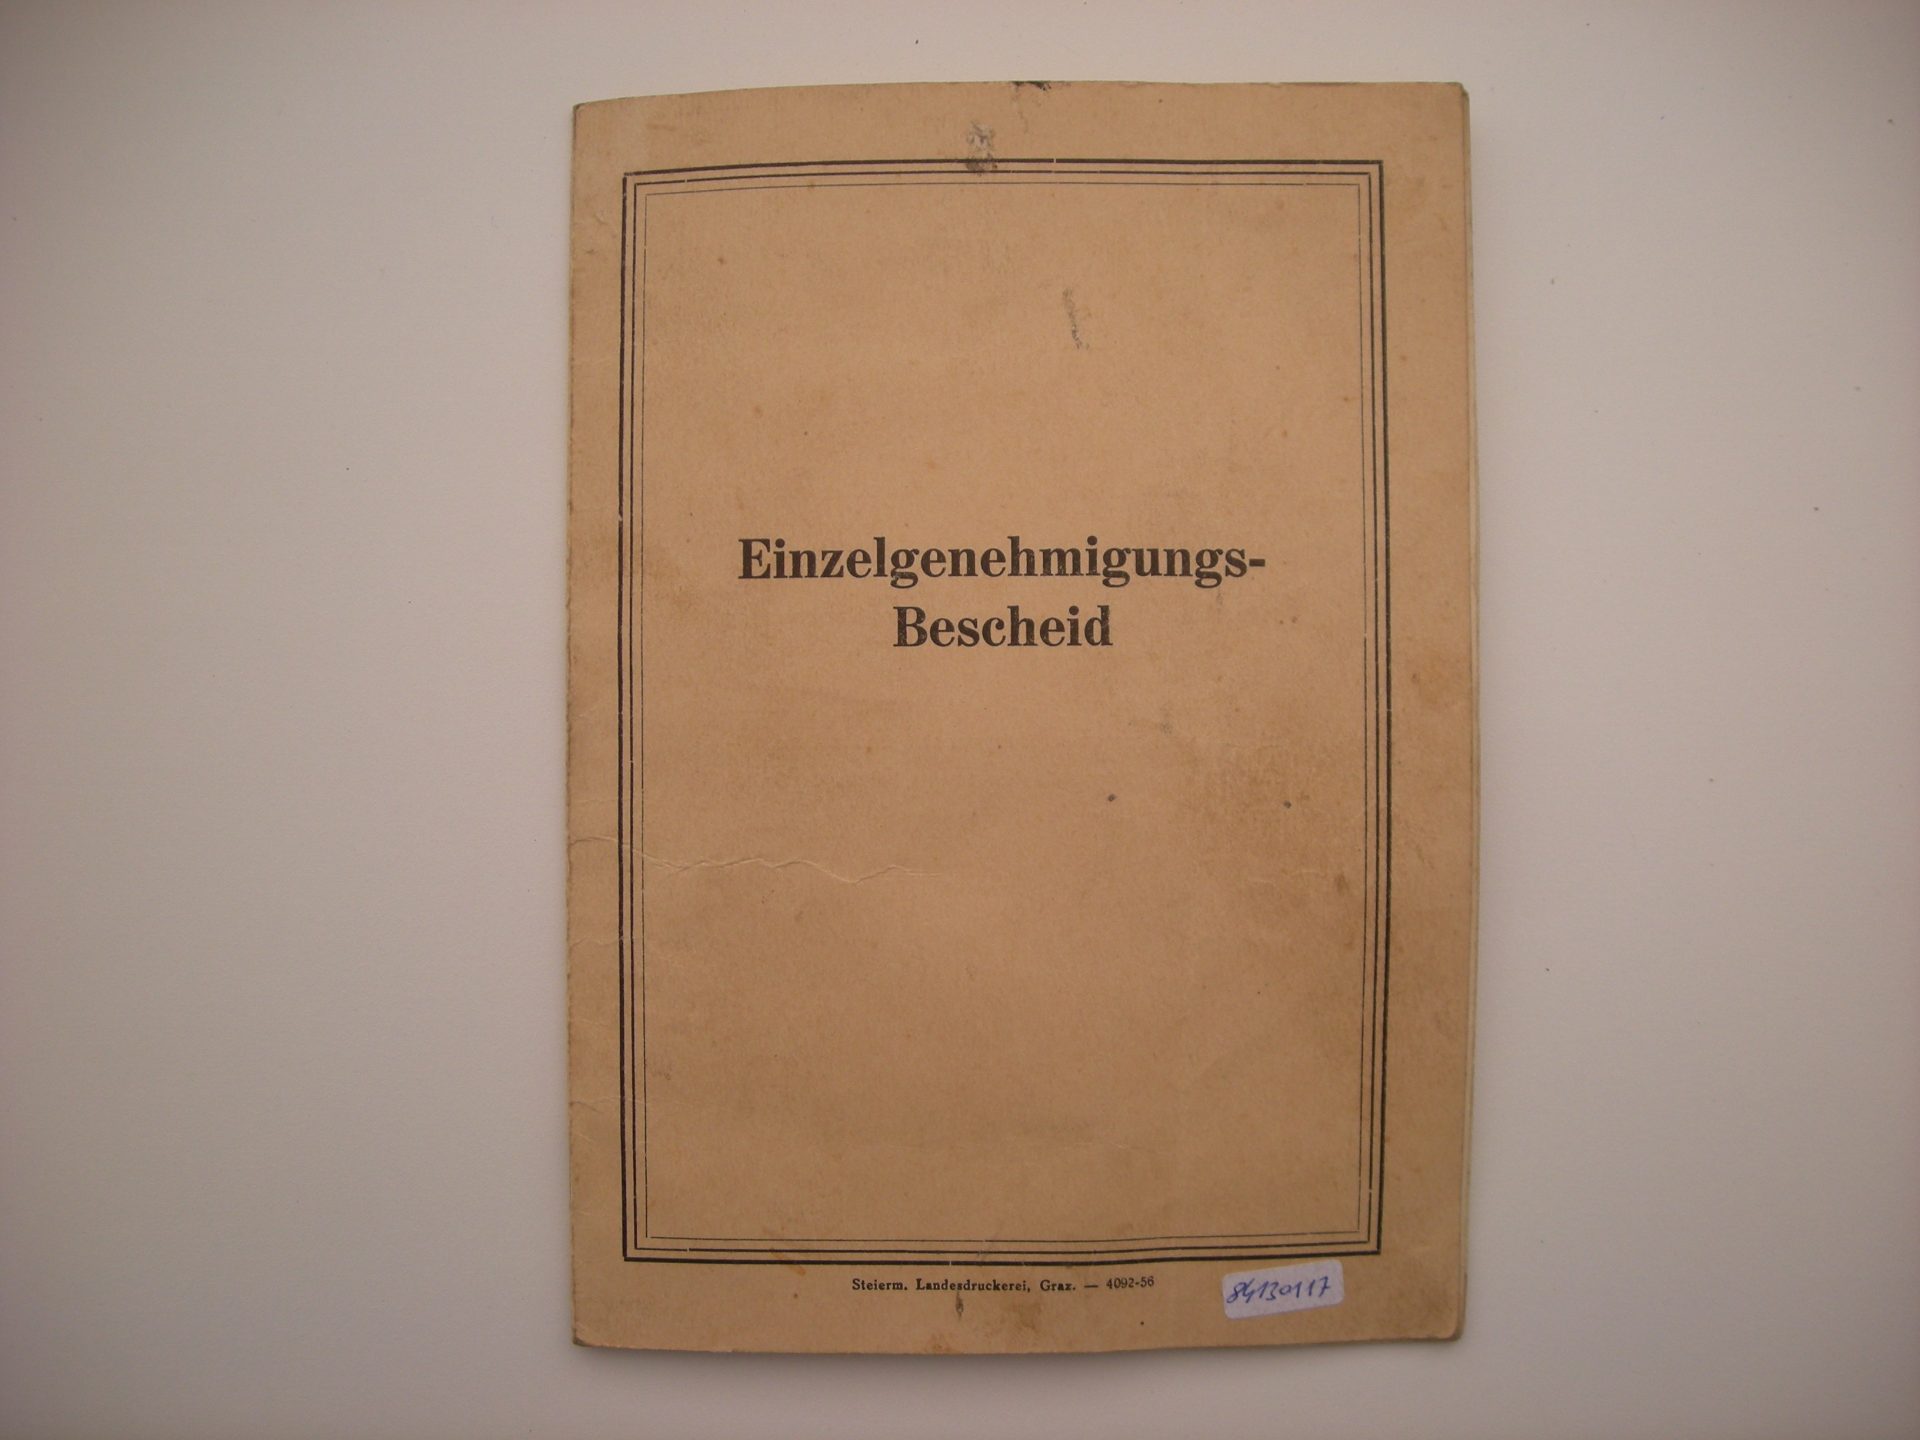 Einzelgenehmigungs-
Bescheid
Steierm. Landesdruckerei, Graz. — 4092-56
84130117